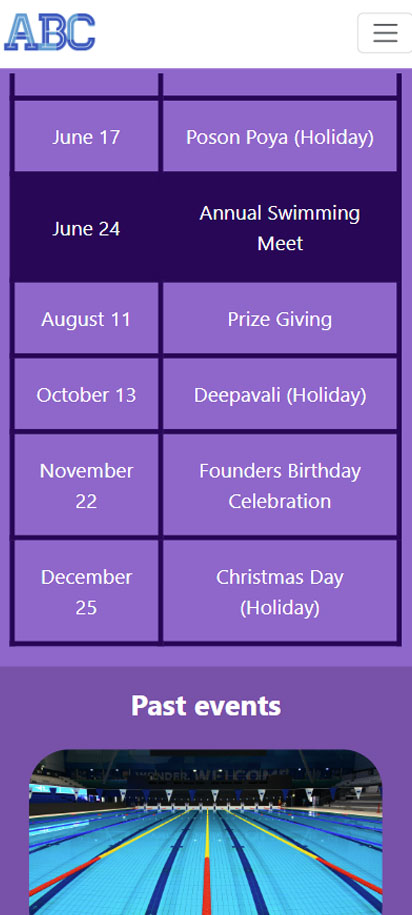 ABC
June 17
Poson Poya (Holiday)
June 24
Annual Swimming
Meet
August 11
Prize Giving
October 13
Deepavali (Holiday)
November
22
Founders Birthday
Celebration
December
25
Christmas Day
(Holiday)
Past events
WELCOME